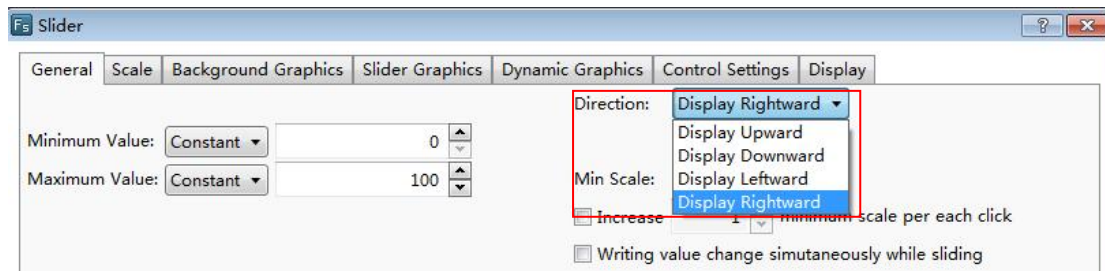 Fs Slider
General Scale Background Graphics Slider Graphics Dynamic Graphics Control Settings Display
Direction: Display Rightward
Display Upward
Minimum Value: Constant 0
Display Downward
Maximum Value: Constant 100
Min Scale: Display Leftward
Display Rightward
Increase 1 minimum scale per each click
Writing value change simutaneously while sliding